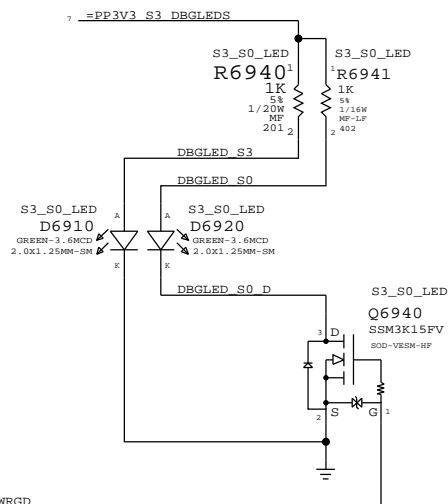 7 =PP3V3_S3_DBGLEDS
S3_S0_LED
R6940
1
1K
5%
1/20W
MF
201
2
S3_S0_LED
1
R6941
1K
5%
1/16W
MF-LF
2
402
DBGLED_S3
DBGLED_S0
S3_S0_LED
D6910
GREEN-3.6MCD
2.0X1.25MM-SM
A
K
S3_S0_LED
D6920
GREEN-3.6MCD
2.0X1.25MM-SM
A
K
DBGLED_S0_D
S3_S0_LED
Q6940
SSM3K15FV
SOD-VESM-HF
3 D
2 S
G 1
WRGD